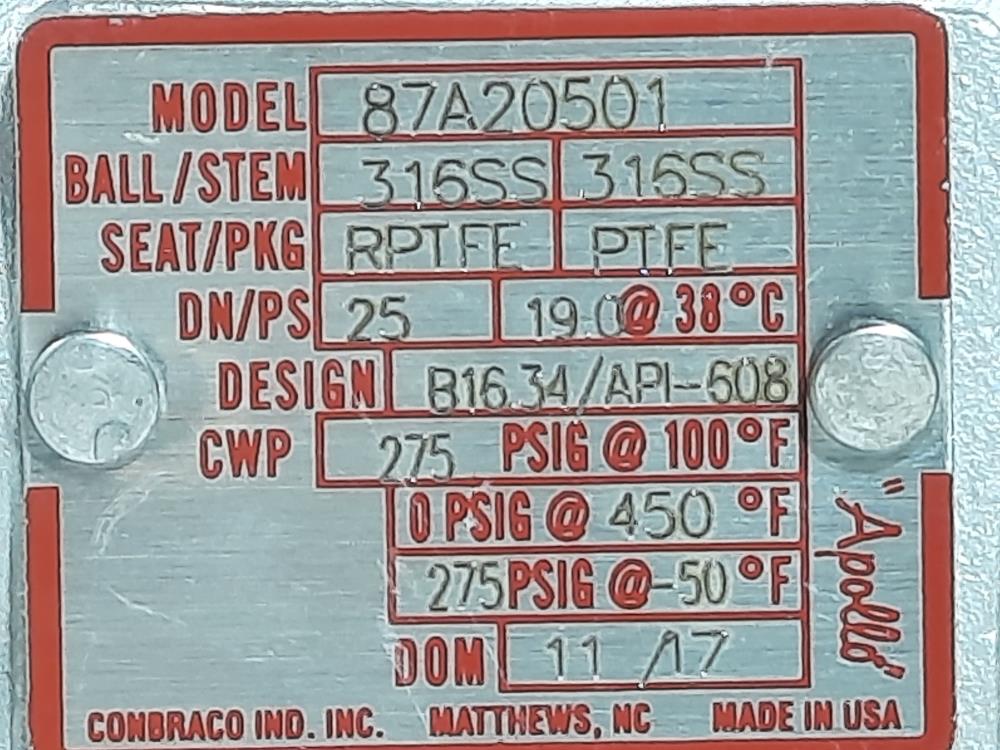 MODEL 87A20501
BALL/STEM 316SS 316SS
SEAT/PKG RPTFE PTFE
DN/PS 25 19.0@ 38°C
DESIGN B16.34/API-608
CWP 275 PSIG @ 100°F
0 PSIG @ 450 °F
275 PSIG @ -50 °F
DOM 11 /17
"Apollo"
CONBRACO IND. INC. MATTHEWS, NC MADE IN USA